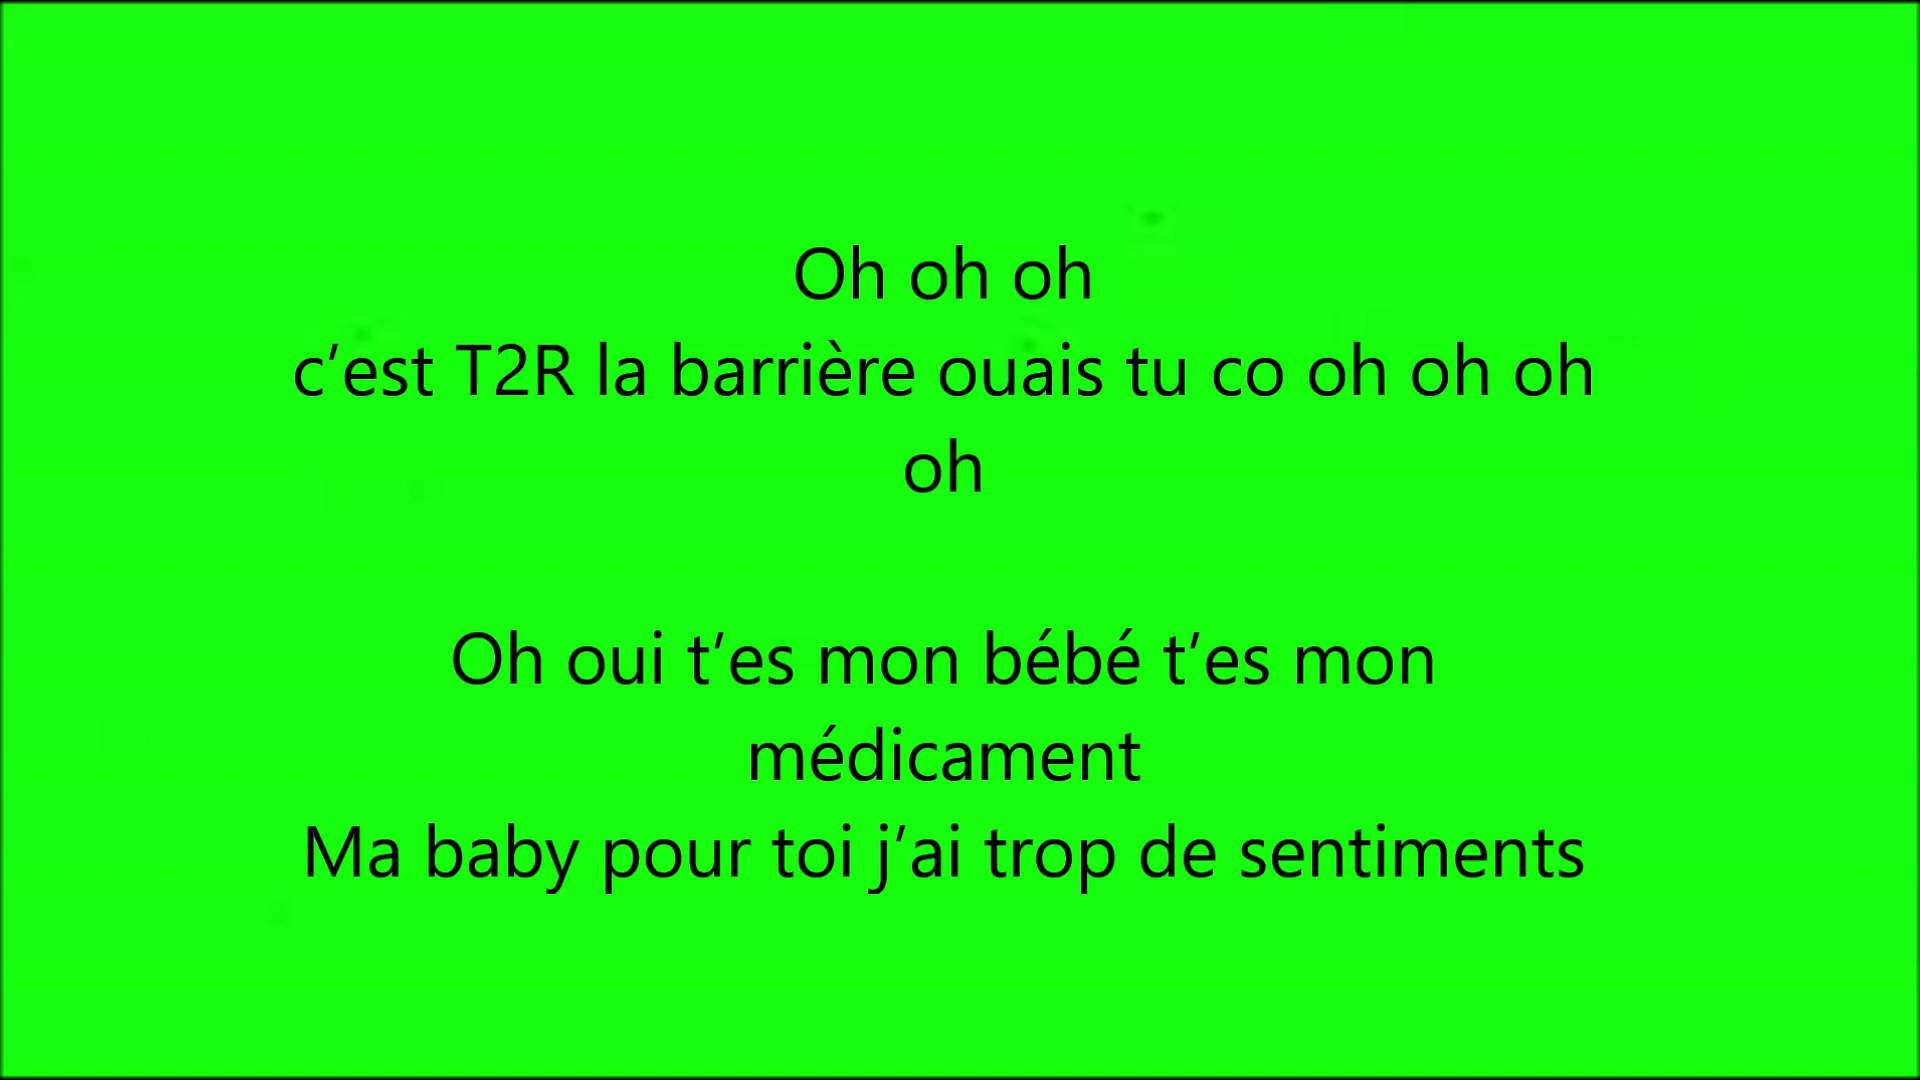 Oh oh oh
c’est T2R la barrière ouais tu co oh oh oh
oh
Oh oui t’es mon bébé t’es mon
médicament
Ma baby pour toi j’ai trop de sentiments